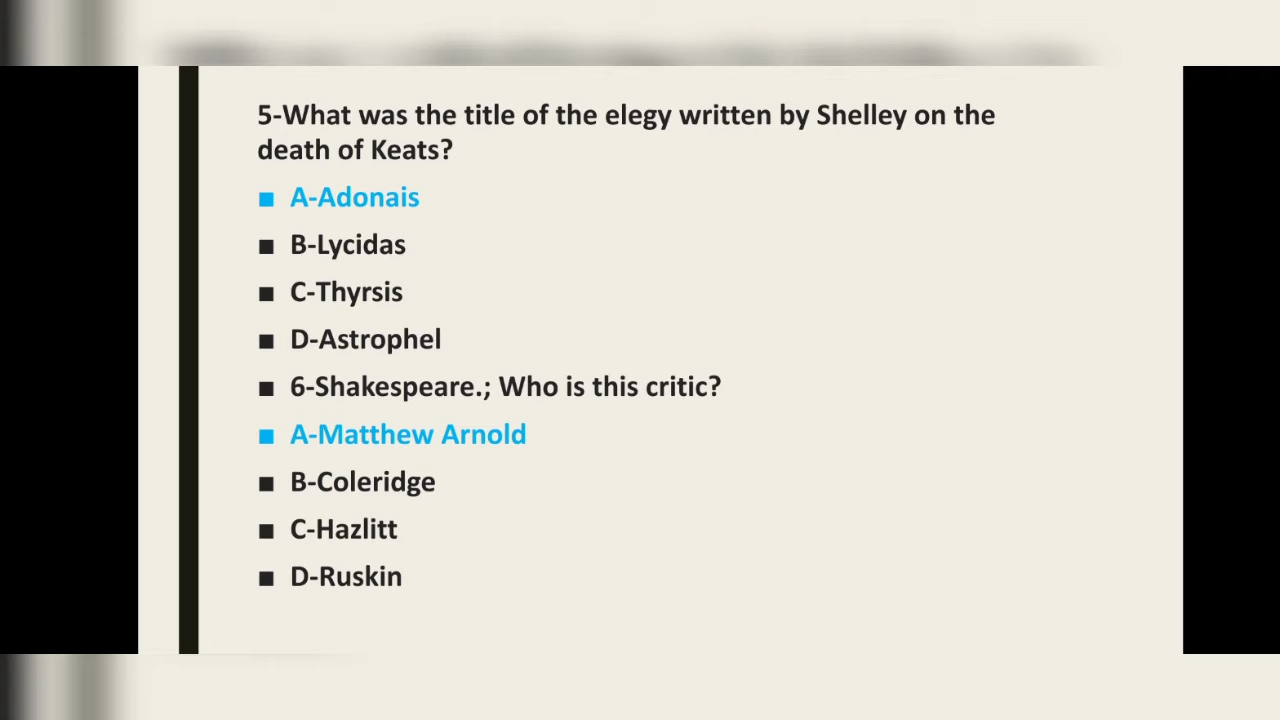 5-What was the title of the elegy written by Shelley on the
death of Keats?
A-Adonais
B-Lycidas
C-Thyrsis
D-Astrophel
6-Shakespeare.; Who is this critic?
A-Matthew Arnold
B-Coleridge
C-Hazlitt
D-Ruskin